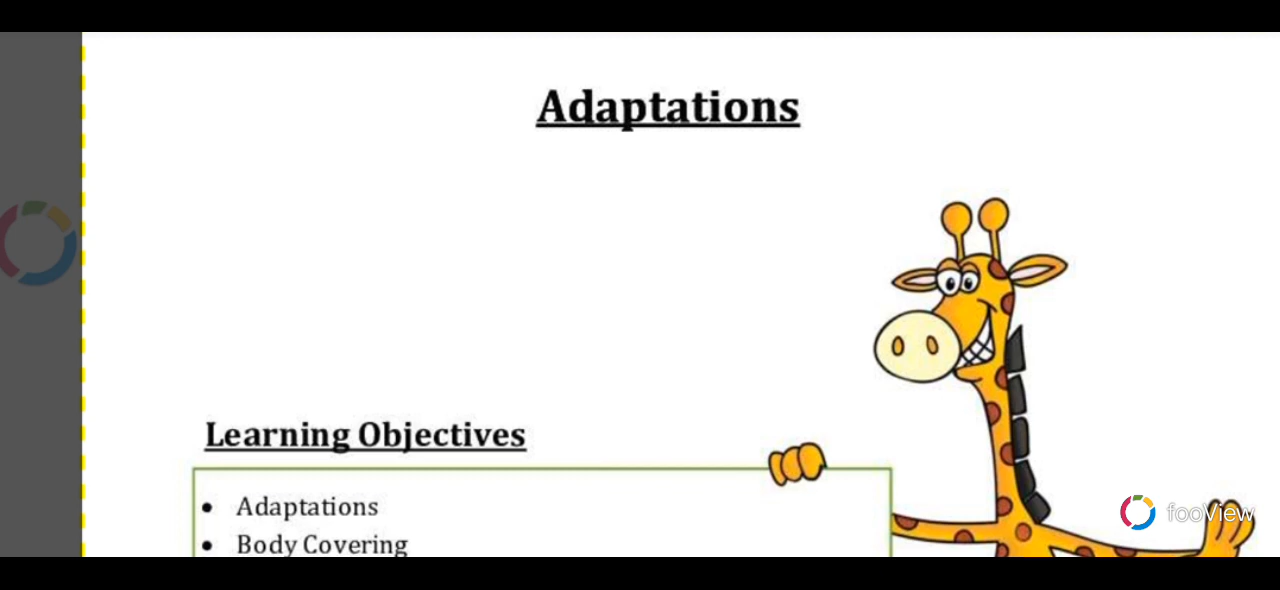 Adaptations
Learning Objectives
• Adaptations
• Body Covering
fooView